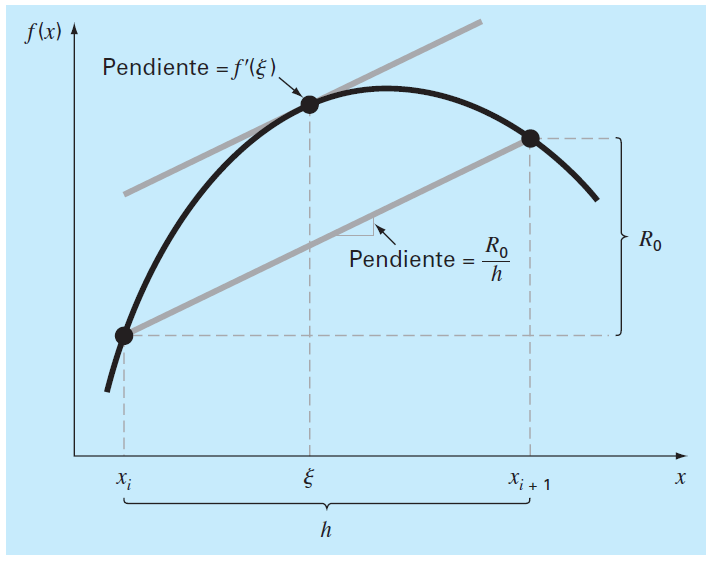 f(x)
Pendiente = f′(ξ)
R₀
Pendiente = R₀/h
xᵢ
ξ
xᵢ ₊ ₁
x
h